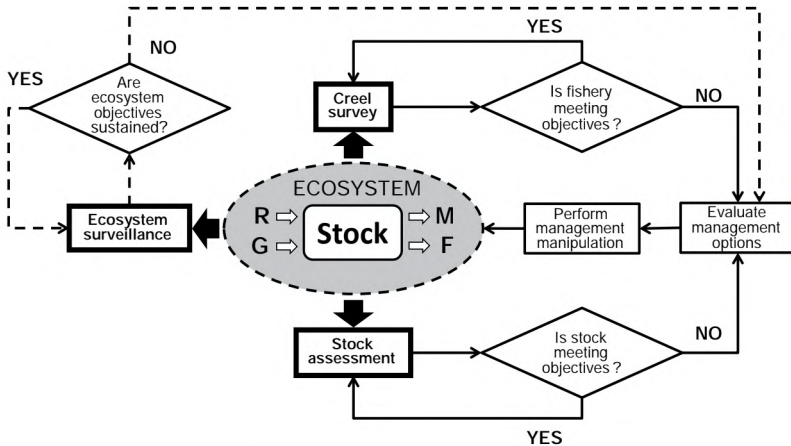 YES
NO
Are
ecosystem
objectives
sustained?
YES
Creel
survey
Is fishery
meeting
objectives ?
NO
ECOSYSTEM
R
M
Stock
G
F
Ecosystem
surveillance
Perform
management
manipulation
Evaluate
management
options
Stock
assessment
Is stock
meeting
objectives ?
NO
YES